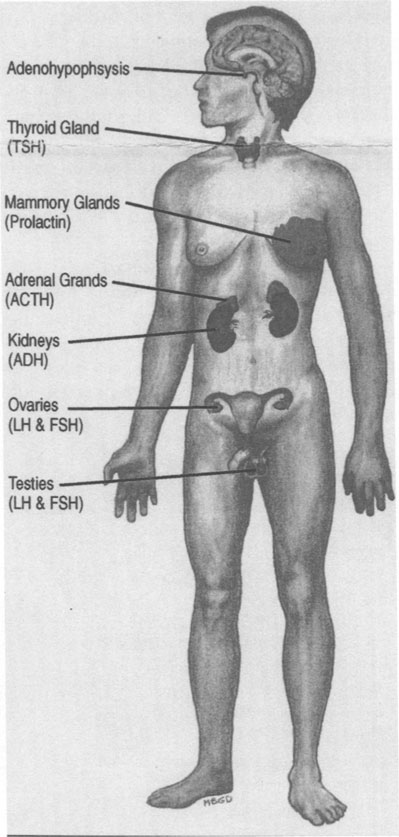 Adenohypophsysis
Thyroid Gland
(TSH)
Mammory Glands
(Prolactin)
Adrenal Grands
(ACTH)
Kidneys
(ADH)
Ovaries
(LH & FSH)
Testies
(LH & FSH)
MBGD